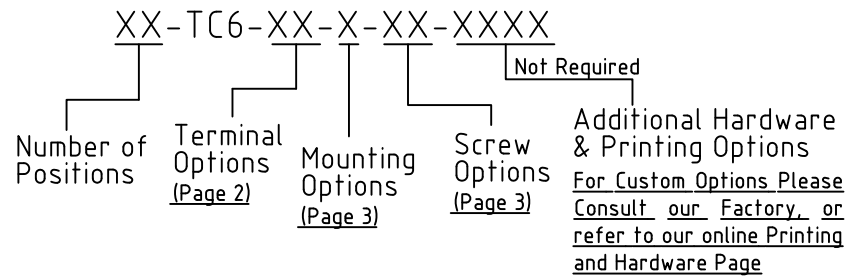 XX-TC6-XX-X-XX-XXXX
Not Required
Number of
Positions
Terminal
Options
(Page 2)
Mounting
Options
(Page 3)
Screw
Options
(Page 3)
Additional Hardware
& Printing Options
For Custom Options Please
Consult our Factory, or
refer to our online Printing
and Hardware Page